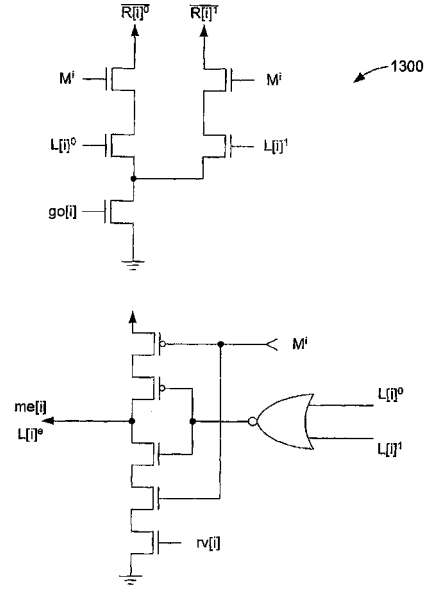 R[i]⁰ R[i]¹
1300
Mⁱ Mⁱ
L[i]⁰ L[i]¹
go[i]
Mⁱ
L[i]⁰
me[i]
L[i]ᵉ
L[i]¹
rv[i]